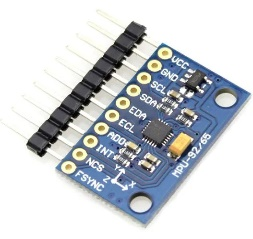 VCC
GND
SCL
SDA
EDA
ECL
ADO
INT
NCS
FSYNC
Y
Z
X
MPU-92/65